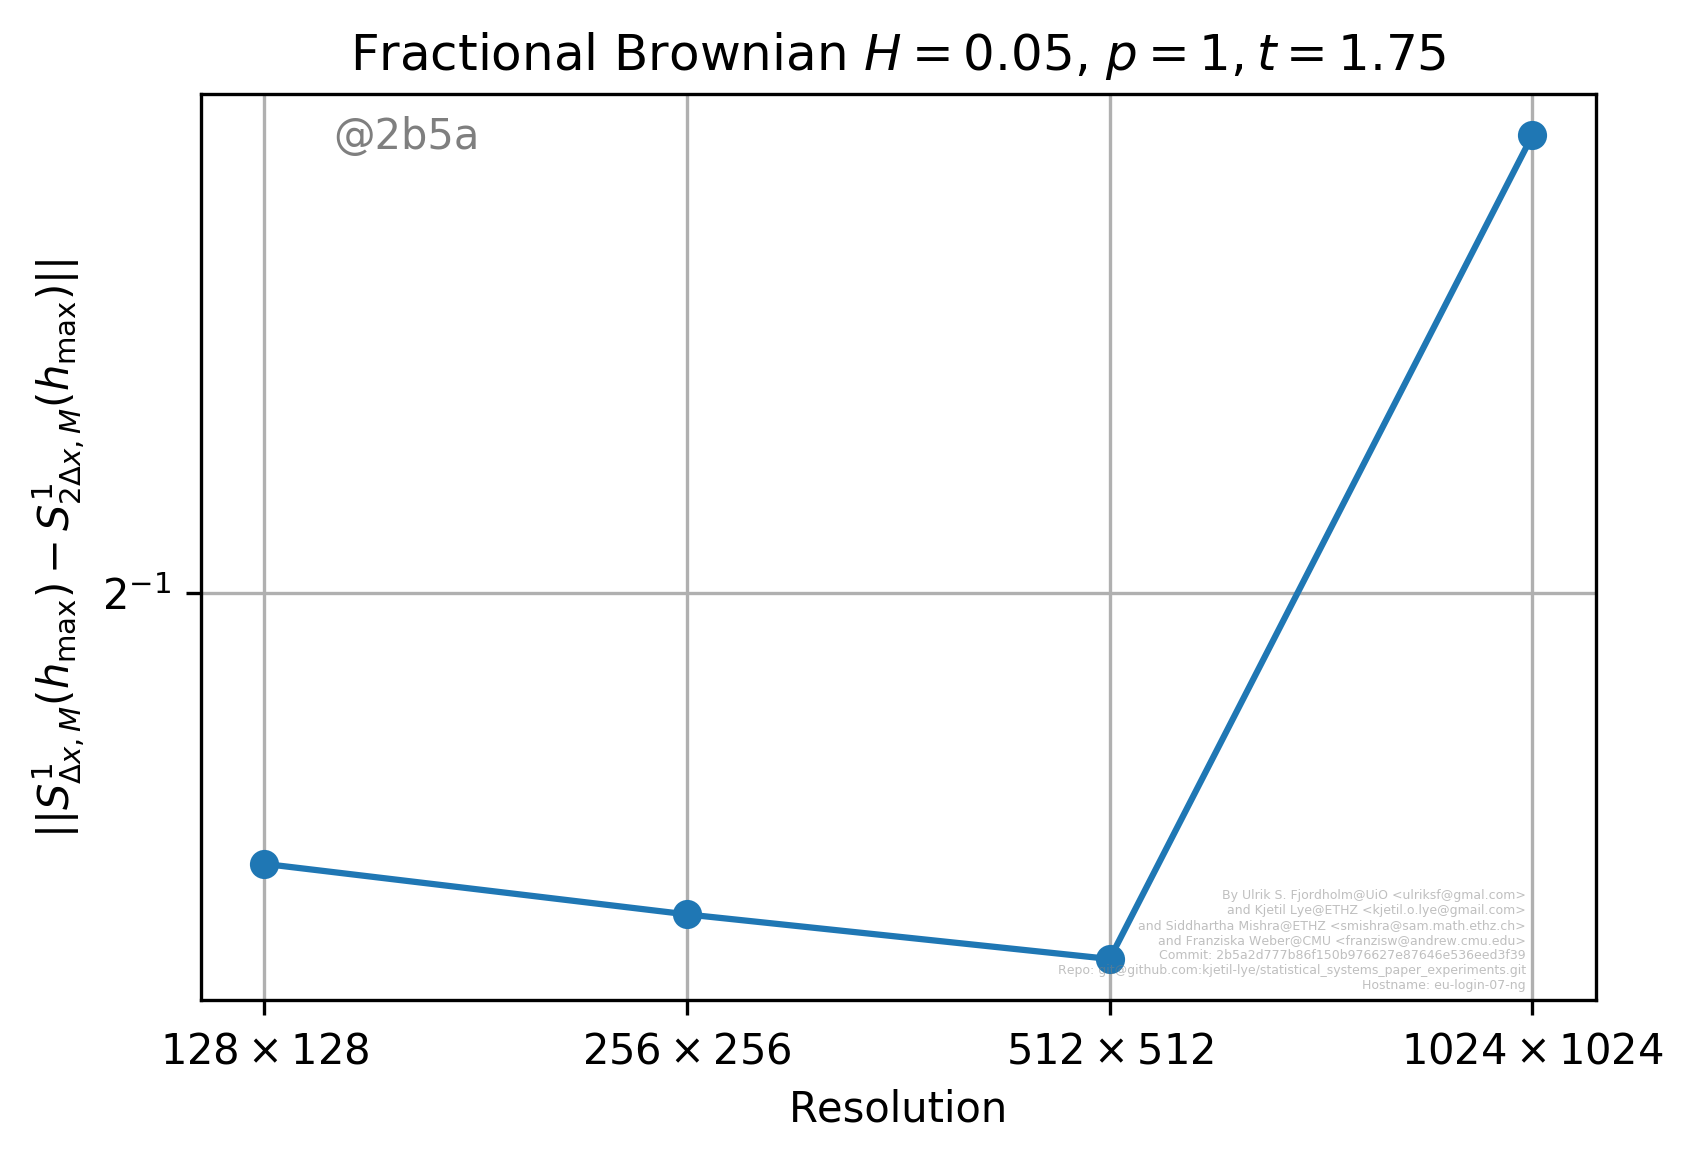 Fractional Brownian H = 0.05, p = 1, t = 1.75
@2b5a
||S^1_{Δx, M}(h_max) − S^1_{2Δx, M}(h_max)||
2^{−1}
By Ulrik S. Fjordholm@UiO <ulriksf@gmal.com>
and Kjetil Lye@ETHZ <kjetil.o.lye@gmail.com>
and Siddhartha Mishra@ETHZ <smishra@sam.math.ethz.ch>
and Franziska Weber@CMU <franzisw@andrew.cmu.edu>
Commit: 2b5a2d777b86f150b976627e87646e536eed3f39
Repo: git@github.com:kjetil-lye/statistical_systems_paper_experiments.git
Hostname: eu-login-07-ng
128 × 128
256 × 256
512 × 512
1024 × 1024
Resolution